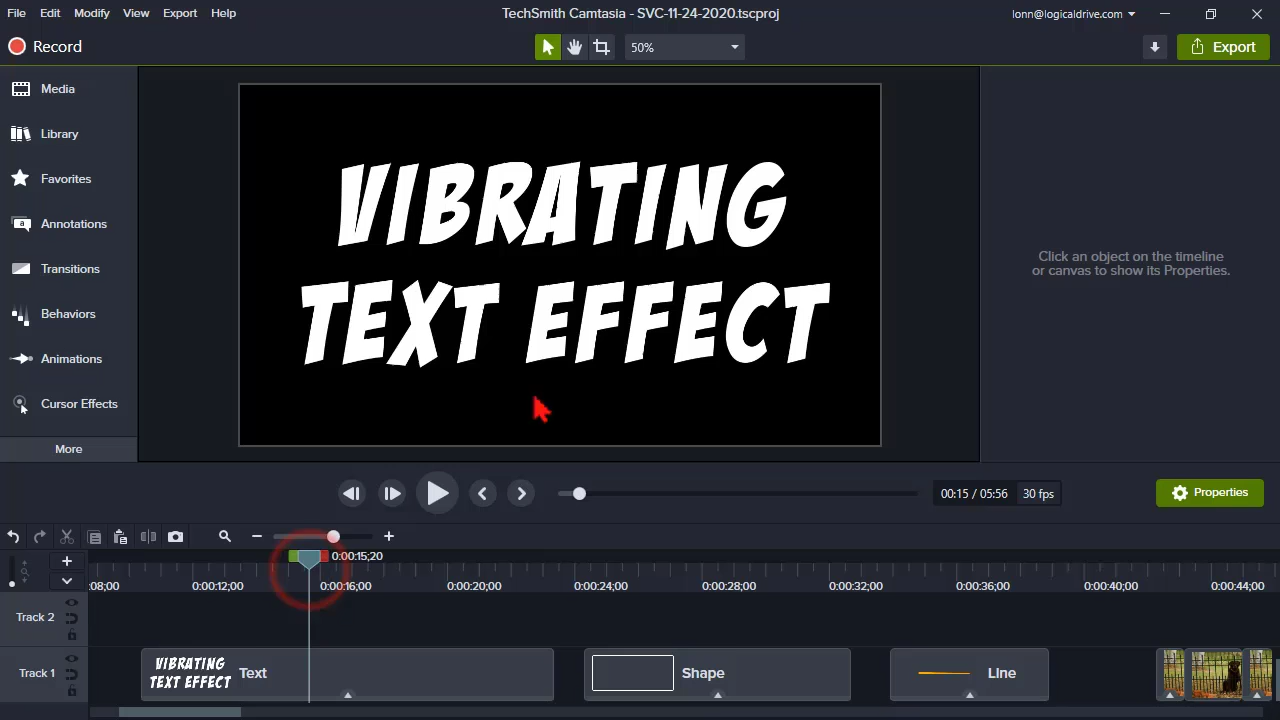 File Edit Modify View Export Help
TechSmith Camtasia - SVC-11-24-2020.tscproj
lonn@logicaldrive.com
Record
50%
Export
Media
Library
Favorites
Annotations
Transitions
Behaviors
Animations
Cursor Effects
More
VIBRATING
TEXT EFFECT
Click an object on the timeline
or canvas to show its Properties.
00:15 / 05:56 30 fps
Properties
0:00:15;20
:08;00 0:00:12;00 0:00:16;00 0:00:20;00 0:00:24;00 0:00:28;00 0:00:32;00 0:00:36;00 0:00:40;00 0:00:44;00
Track 2
Track 1
VIBRATING
TEXT EFFECT
Text
Shape
Line